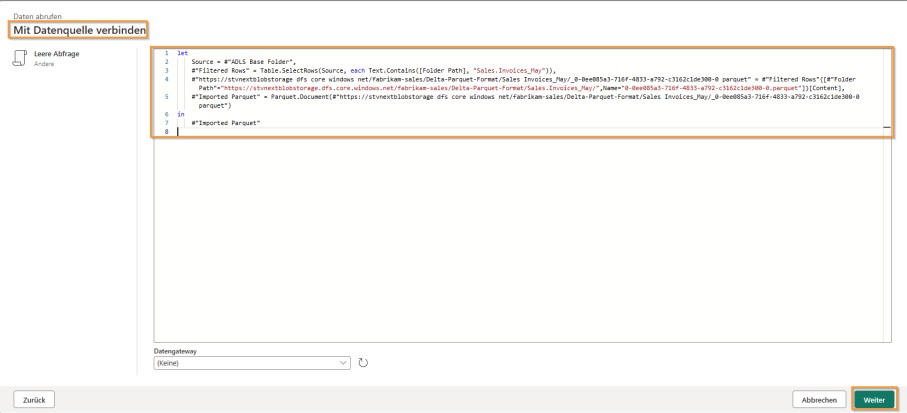 Daten abrufen
Mit Datenquelle verbinden
Leere Abfrage
Andere
1 let
2 Source = #"ADLS Base Folder",
3 #"Filtered Rows" = Table.SelectRows(Source, each Text.Contains([Folder Path], "Sales.Invoices_May")),
4 #"https://stvnextblobstorage dfs core windows net/fabrikam-sales/Delta-Parquet-Format/Sales Invoices_May/_0-0ee085a3-716f-4833-a792-c3162c1de300-0 parquet" = #"Filtered Rows"{[#"Folder
Path"="https://stvnextblobstorage.dfs.core.windows.net/fabrikam-sales/Delta-Parquet-Format/Sales.Invoices_May/",Name="0-0ee085a3-716f-4833-a792-c3162c1de300-0.parquet"]}[Content],
5 #"Imported Parquet" = Parquet.Document(#"https://stvnextblobstorage dfs core windows net/fabrikam-sales/Delta-Parquet-Format/Sales Invoices_May/_0-0ee085a3-716f-4833-a792-c3162c1de300-0
parquet")
6 in
7 #"Imported Parquet"
8
Datengateway
(Keine)
Zurück
Abbrechen
Weiter